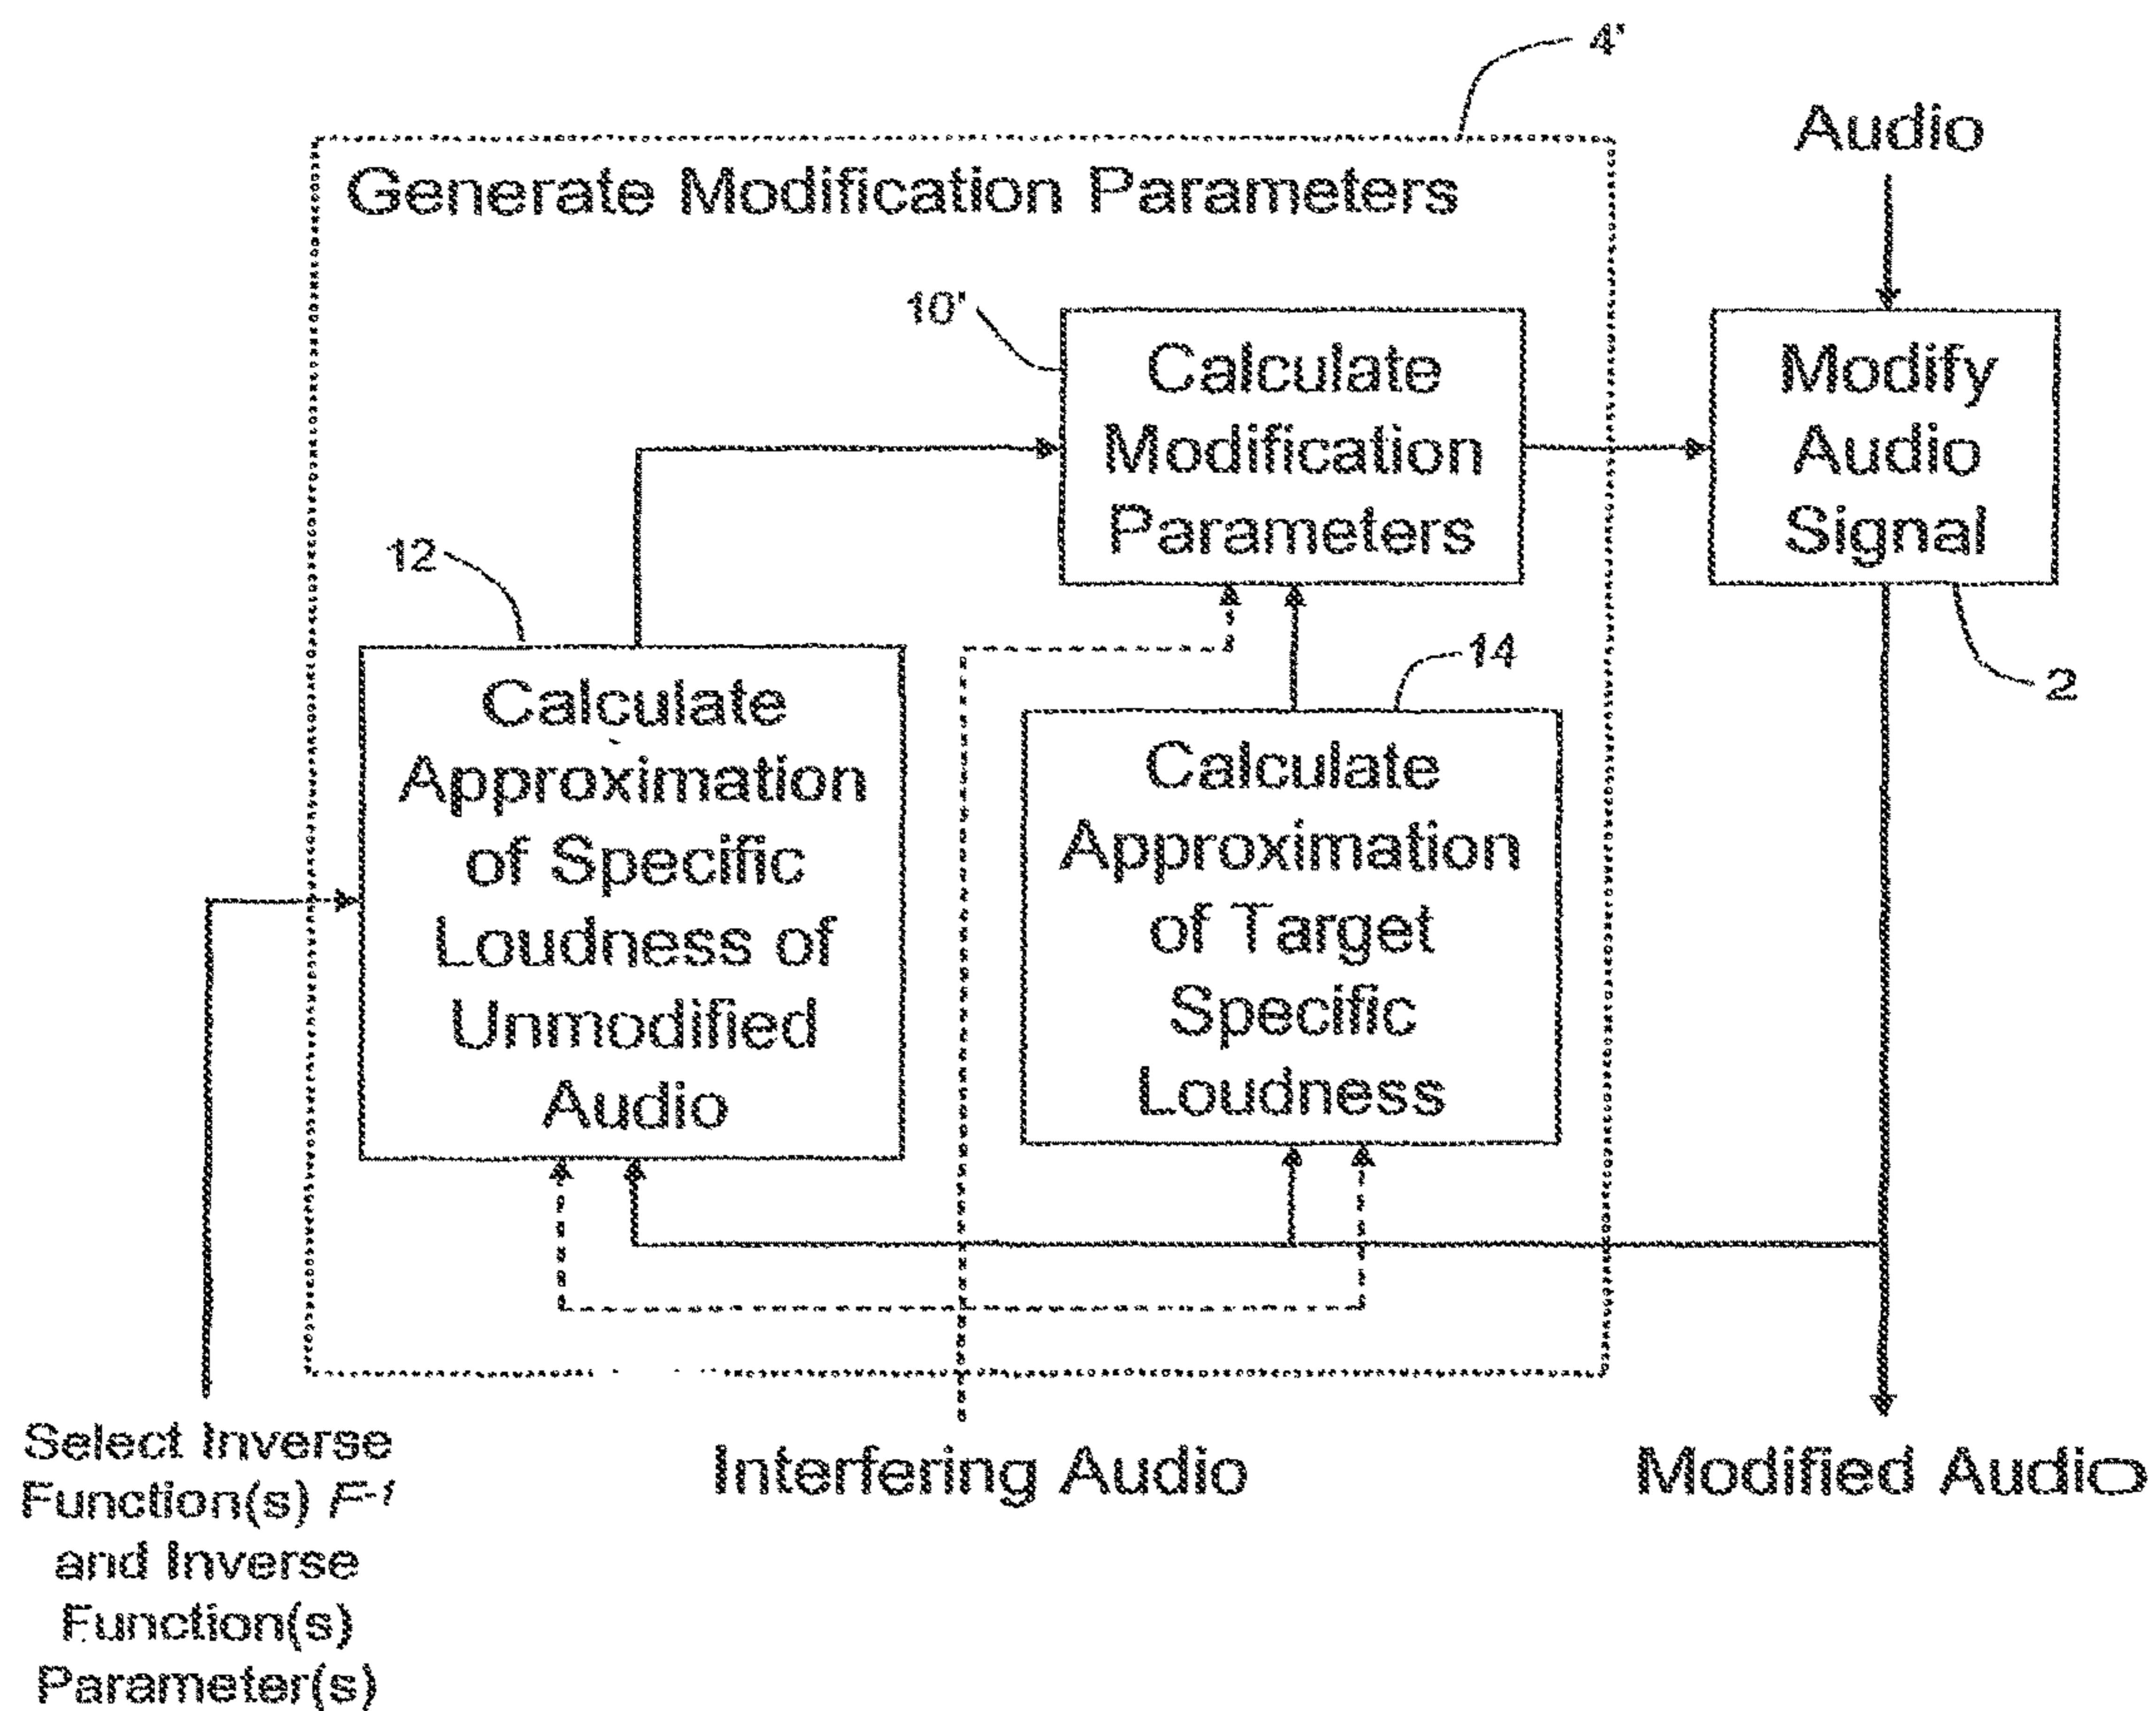 4'
Audio
Generate Modification Parameters
10'
Calculate
Modification
Parameters
Modify
Audio
Signal
12
14
2
Calculate
Approximation
of Specific
Loudness of
Unmodified
Audio
Calculate
Approximation
of Target
Specific
Loudness
Select Inverse
Function(s) F⁻¹
and Inverse
Function(s)
Parameter(s)
Interfering Audio
Modified Audio